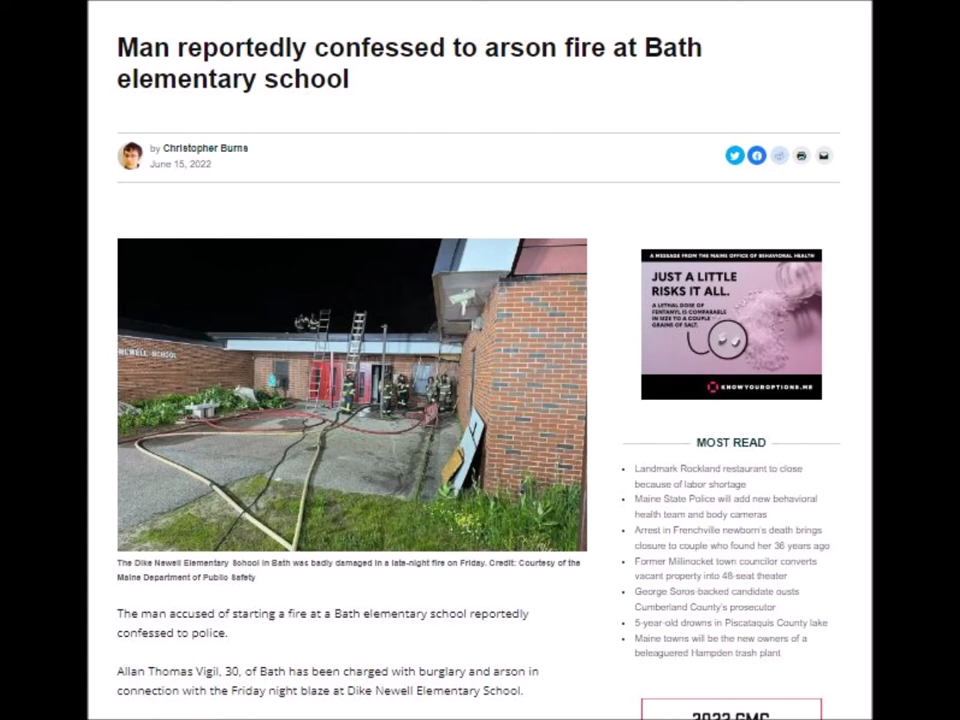 Man reportedly confessed to arson fire at Bath
elementary school
by Christopher Burns
June 15, 2022
NEWELL SCHOOL
The Dike Newell Elementary School in Bath was badly damaged in a late-night fire on Friday. Credit: Courtesy of the
Maine Department of Public Safety
The man accused of starting a fire at a Bath elementary school reportedly
confessed to police.
Allan Thomas Vigil, 30, of Bath has been charged with burglary and arson in
connection with the Friday night blaze at Dike Newell Elementary School.
A MESSAGE FROM THE MAINE OFFICE OF BEHAVIORAL HEALTH
JUST A LITTLE
RISKS IT ALL.
A LETHAL DOSE OF
FENTANYL IS COMPARABLE
IN SIZE TO A COUPLE
GRAINS OF SALT.
KNOWYOUROPTIONS.ME
MOST READ
Landmark Rockland restaurant to close
because of labor shortage
Maine State Police will add new behavioral
health team and body cameras
Arrest in Frenchville newborn's death brings
closure to couple who found her 36 years ago
Former Millinocket town councilor converts
vacant property into 48-seat theater
George Soros-backed candidate ousts
Cumberland County's prosecutor
5-year-old drowns in Piscataquis County lake
Maine towns will be the new owners of a
beleaguered Hampden trash plant
2022 GMC